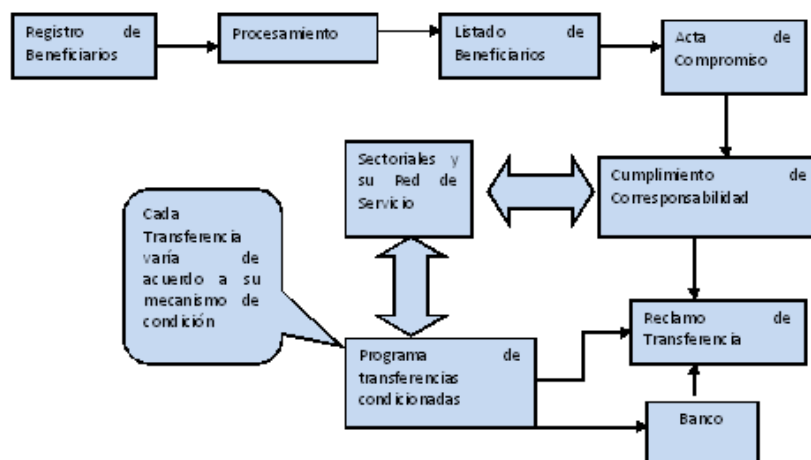 Registro de
Beneficiarios
Procesamiento
Listado de
Beneficiarios
Acta de
Compromiso
Sectoriales y
su Red de
Servicio
Cumplimiento de
Corresponsabilidad
Cada
Transferencia
varía de
acuerdo a su
mecanismo de
condición
Programa de
transferencias
condicionadas
Reclamo de
Transferencia
Banco